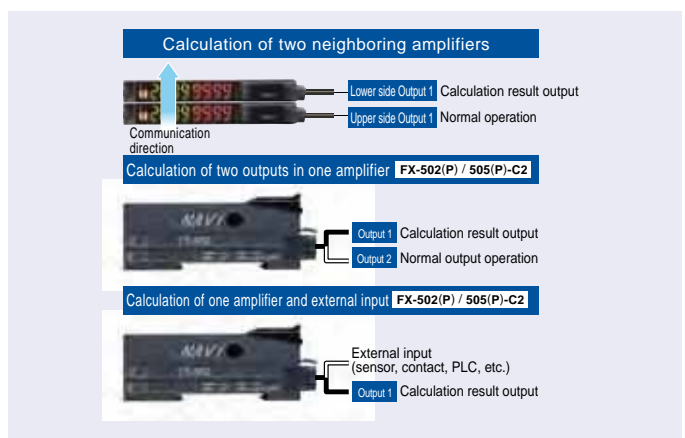 Calculation of two neighboring amplifiers
Lower side Output 1 Calculation result output
Upper side Output 1 Normal operation
Communication
direction
Calculation of two outputs in one amplifier FX-502(P) / 505(P)-C2
NAVI
Output 1 Calculation result output
Output 2 Normal output operation
Calculation of one amplifier and external input FX-502(P) / 505(P)-C2
NAVI
External input
(sensor, contact, PLC, etc.)
Output 1 Calculation result output